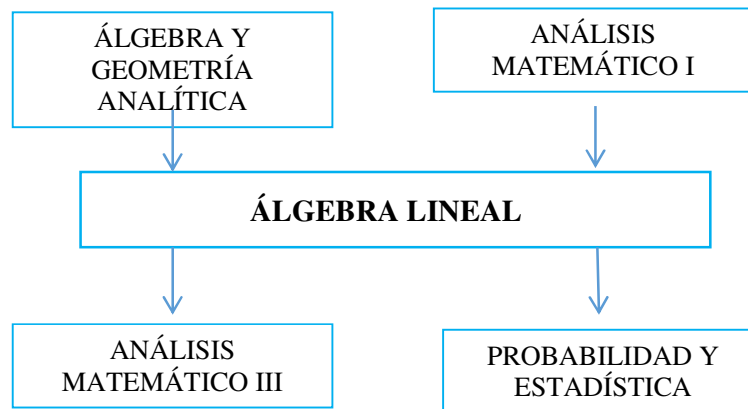 ÁLGEBRA Y
GEOMETRÍA
ANALÍTICA
ANÁLISIS
MATEMÁTICO I
ÁLGEBRA LINEAL
ANÁLISIS
MATEMÁTICO III
PROBABILIDAD Y
ESTADÍSTICA